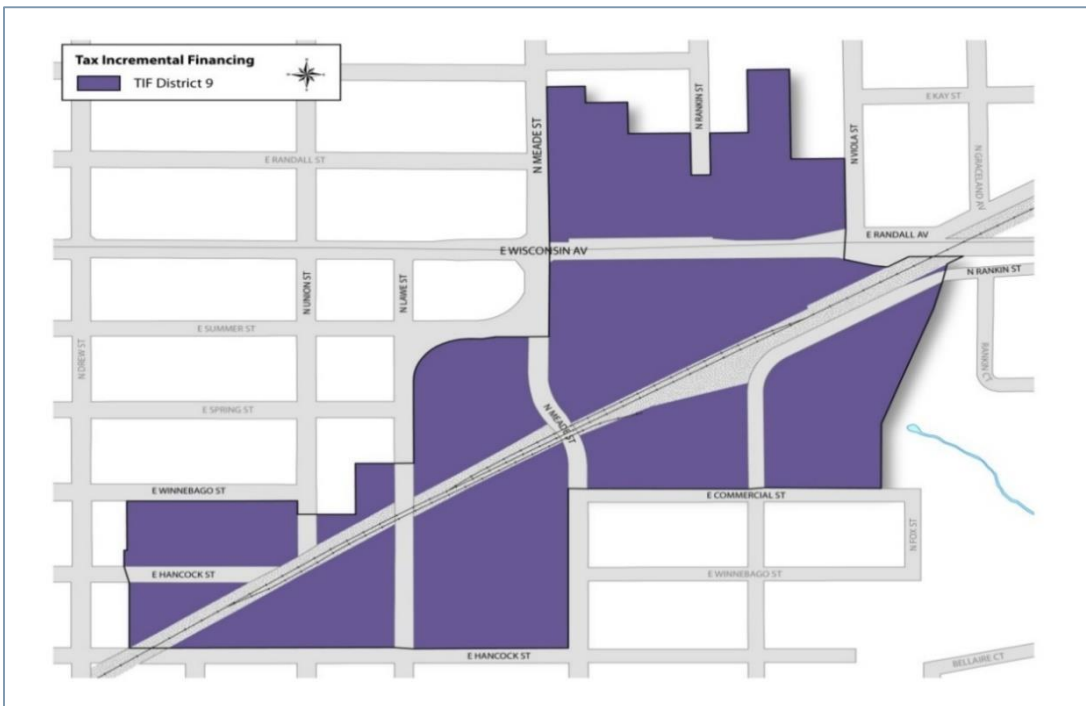 Tax Incremental Financing
TIF District 9
N MEADE ST
N RANKIN ST
N VIOLA ST
E KAY ST
N GRACELAND AV
E RANDALL ST
E RANDALL AV
E WISCONSIN AV
N RANKIN ST
N UNION ST
N LAWE ST
E SUMMER ST
N DREW ST
RANKIN CT
E SPRING ST
N MEADE ST
E WINNEBAGO ST
E COMMERCIAL ST
N FOX ST
E HANCOCK ST
E WINNEBAGO ST
E HANCOCK ST
BELLAIRE CT